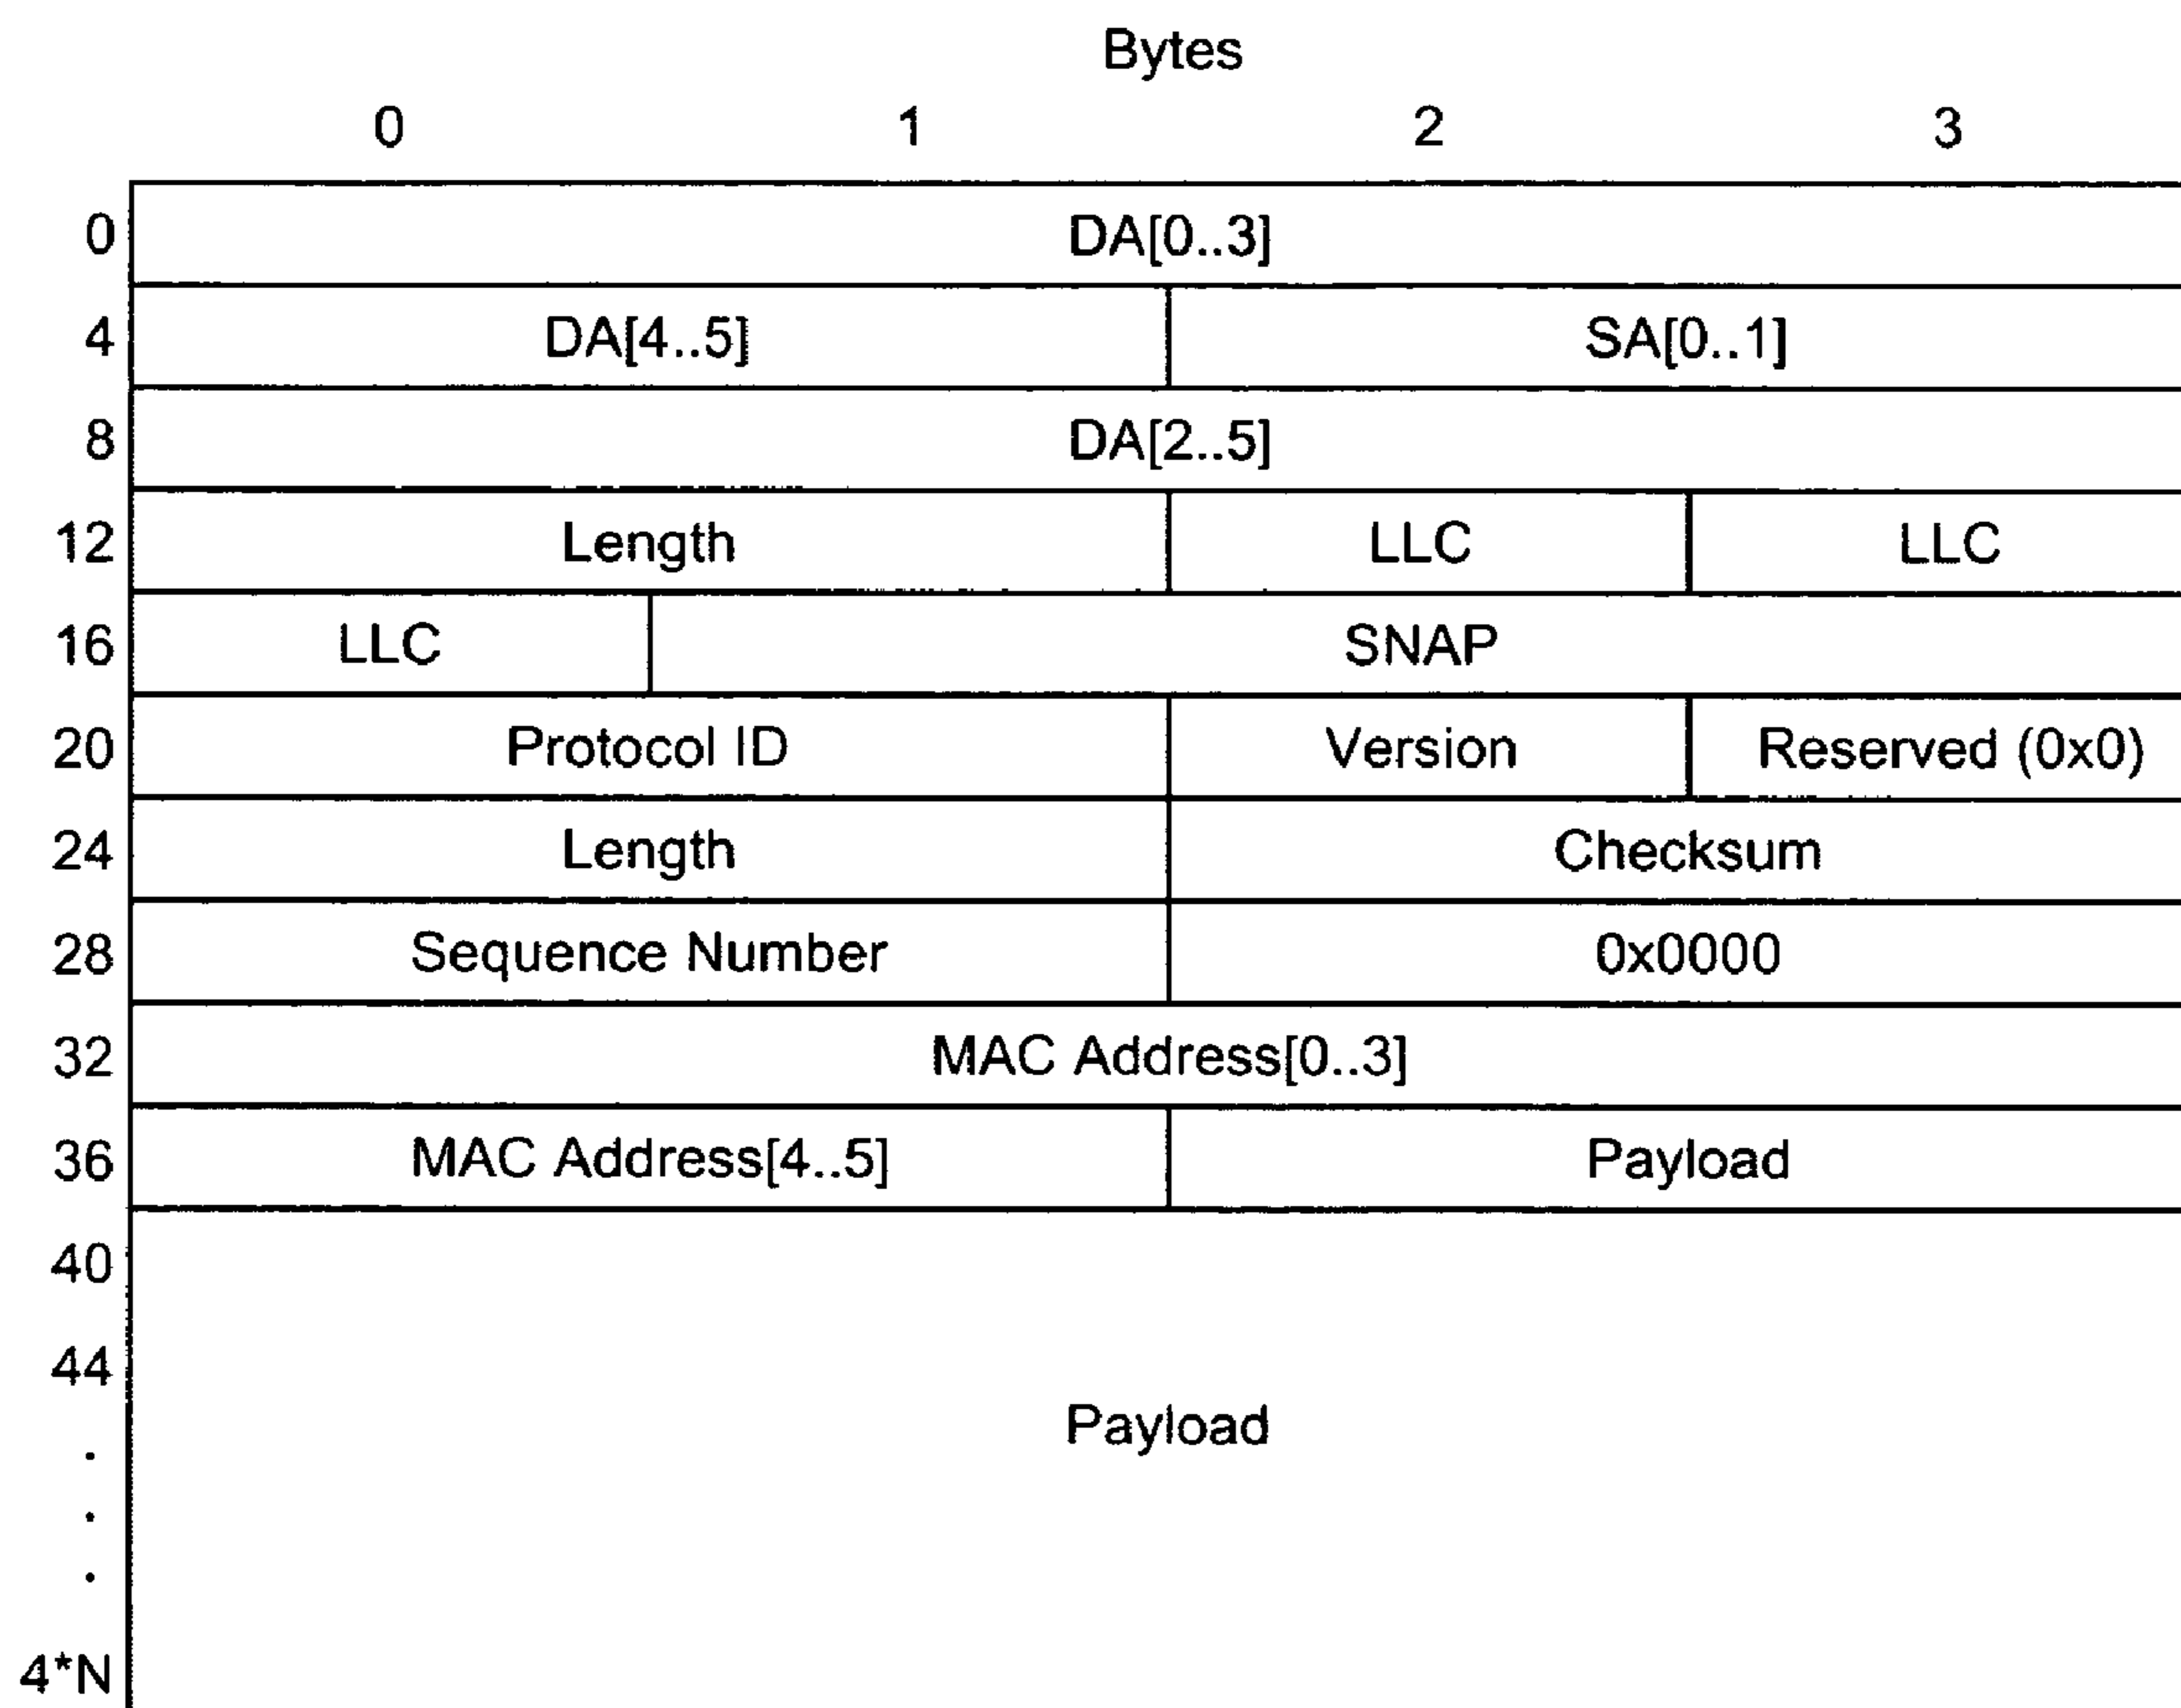 Bytes
0 1 2 3
0 DA[0..3]
4 DA[4..5] SA[0..1]
8 DA[2..5]
12 Length LLC LLC
16 LLC SNAP
20 Protocol ID Version Reserved (0x0)
24 Length Checksum
28 Sequence Number 0x0000
32 MAC Address[0..3]
36 MAC Address[4..5] Payload
40
44
Payload
.
.
.
4*N